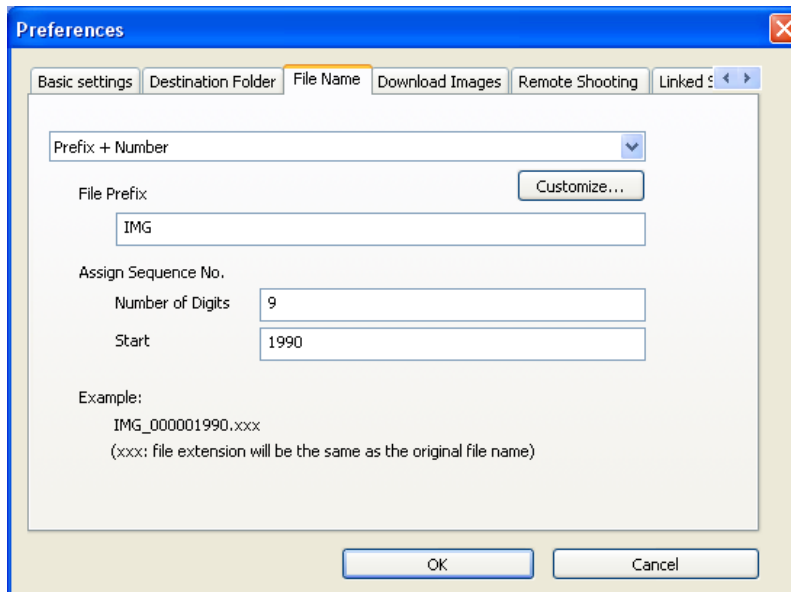 Preferences
Basic settings Destination Folder File Name Download Images Remote Shooting Linked S
Prefix + Number
Customize...
File Prefix
IMG
Assign Sequence No.
Number of Digits 9
Start 1990
Example:
IMG_000001990.xxx
(xxx: file extension will be the same as the original file name)
OK Cancel